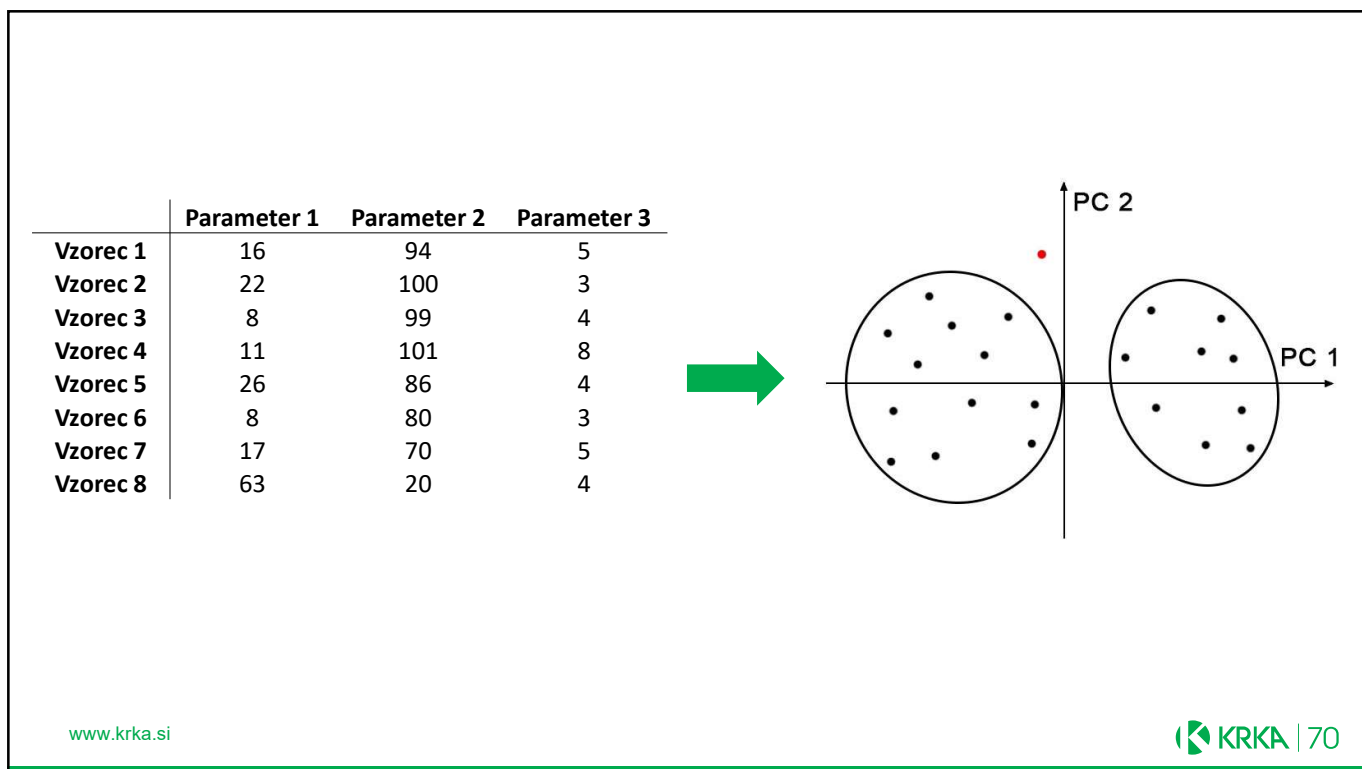 Parameter 1 Parameter 2 Parameter 3
Vzorec 1 16 94 5
Vzorec 2 22 100 3
Vzorec 3 8 99 4
Vzorec 4 11 101 8
Vzorec 5 26 86 4
Vzorec 6 8 80 3
Vzorec 7 17 70 5
Vzorec 8 63 20 4
PC 2
PC 1
www.krka.si
KRKA | 70